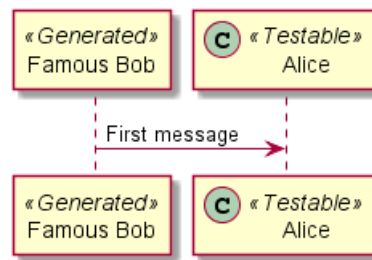 «Generated»
Famous Bob
C «Testable»
Alice
First message
«Generated»
Famous Bob
C «Testable»
Alice